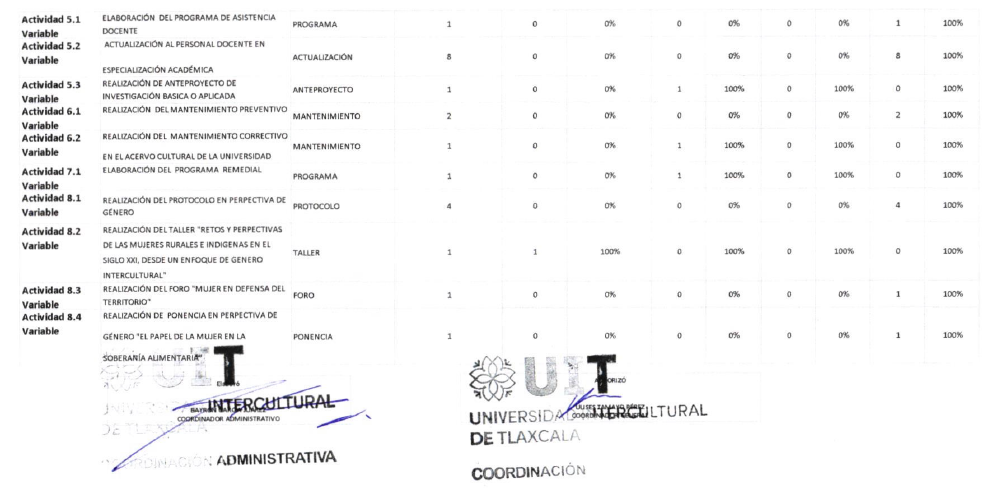 Actividad 5.1 ELABORACIÓN DEL PROGRAMA DE ASISTENCIA PROGRAMA 1 0 0% 0 0% 0 0% 1 100%
Variable DOCENTE
Actividad 5.2 ACTUALIZACIÓN AL PERSONAL DOCENTE EN ACTUALIZACIÓN 8 0 0% 0 0% 0 0% 8 100%
Variable ESPECIALIZACIÓN ACADÉMICA
Actividad 5.3 REALIZACIÓN DE ANTEPROYECTO DE ANTEPROYECTO 1 0 0% 1 100% 0 100% 0 100%
Variable INVESTIGACIÓN BASICA O APLICADA
Actividad 6.1 REALIZACIÓN DEL MANTENIMIENTO PREVENTIVO MANTENIMIENTO 2 0 0% 0 0% 0 0% 2 100%
Variable
Actividad 6.2 REALIZACIÓN DEL MANTENIMIENTO CORRECTIVO MANTENIMIENTO 1 0 0% 1 100% 0 100% 0 100%
Variable EN EL ACERVO CULTURAL DE LA UNIVERSIDAD
Actividad 7.1 ELABORACIÓN DEL PROGRAMA REMEDIAL PROGRAMA 1 0 0% 1 100% 0 100% 0 100%
Variable
Actividad 8.1 REALIZACIÓN DEL PROTOCOLO EN PERPECTIVA DE PROTOCOLO 4 0 0% 0 0% 0 0% 4 100%
Variable GÉNERO
Actividad 8.2 REALIZACIÓN DEL TALLER "RETOS Y PERPECTIVAS
Variable DE LAS MUJERES RURALES E INDIGENAS EN EL TALLER 1 1 100% 0 100% 0 100% 0 100%
SIGLO XXI, DESDE UN ENFOQUE DE GENERO
INTERCULTURAL"
Actividad 8.3 REALIZACIÓN DEL FORO "MUJER EN DEFENSA DEL FORO 1 0 0% 0 0% 0 0% 1 100%
Variable TERRITORIO"
Actividad 8.4 REALIZACIÓN DE PONENCIA EN PERPECTIVA DE
Variable GÉNERO "EL PAPEL DE LA MUJER EN LA PONENCIA 1 0 0% 0 0% 0 0% 1 100%
SOBERANÍA ALIMENTARIA"
UIT
INTERCULTURAL
COORDINADOR ADMINISTRATIVO
DE TLAXCALA
COORDINACIÓN ADMINISTRATIVA
UIT
AUTORIZÓ
ULISES TAMAYO PÉREZ
UNIVERSIDAD INTERCULTURAL
DE TLAXCALA
COORDINACIÓN